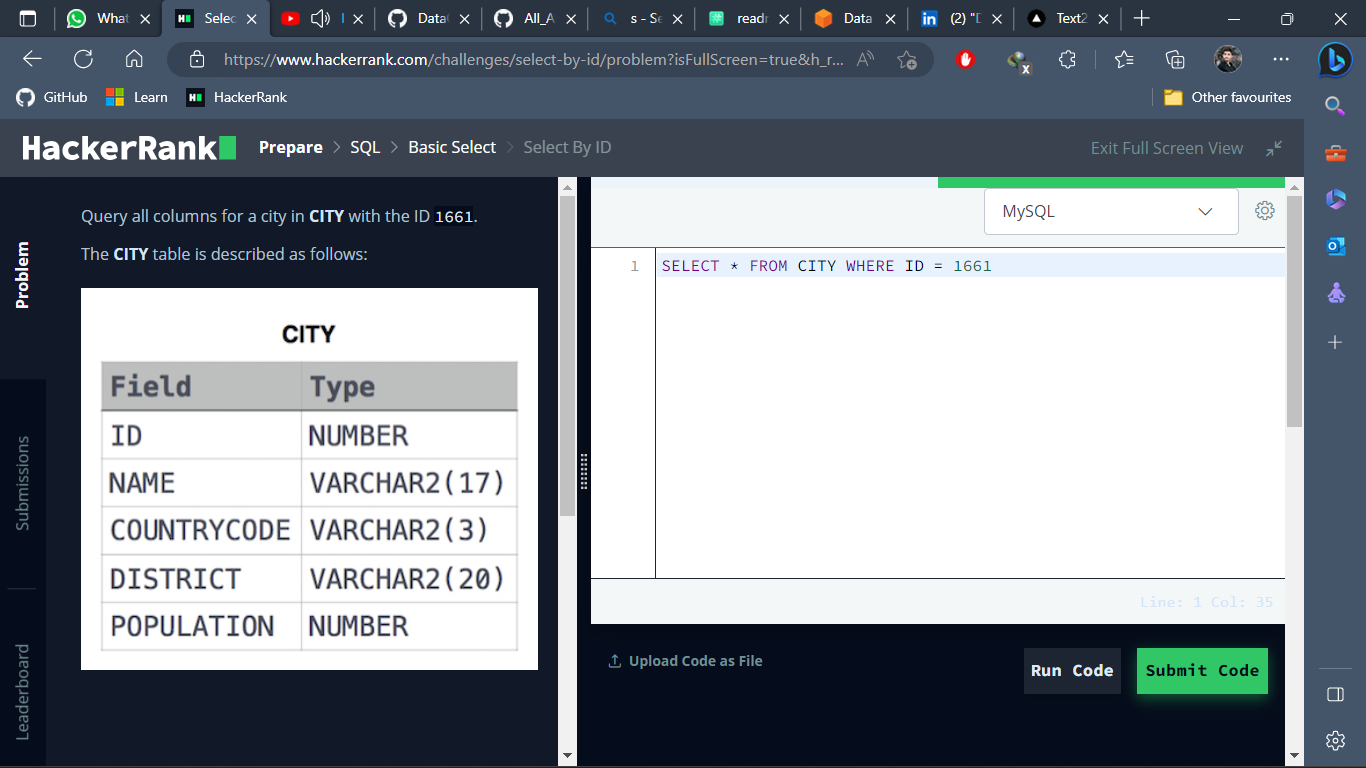 What
Selec
I
Data
All_A
s - Se
readr
Data
(2) "D
Text2
https://www.hackerrank.com/challenges/select-by-id/problem?isFullScreen=true&h_r...
GitHub
Learn
HackerRank
Other favourites
HackerRank
Prepare > SQL > Basic Select > Select By ID
Exit Full Screen View
Problem
Submissions
Leaderboard
Query all columns for a city in CITY with the ID 1661.
The CITY table is described as follows:
CITY
Field Type
ID NUMBER
NAME VARCHAR2(17)
COUNTRYCODE VARCHAR2(3)
DISTRICT VARCHAR2(20)
POPULATION NUMBER
MySQL
1 SELECT * FROM CITY WHERE ID = 1661
Line: 1 Col: 35
Upload Code as File
Run Code
Submit Code